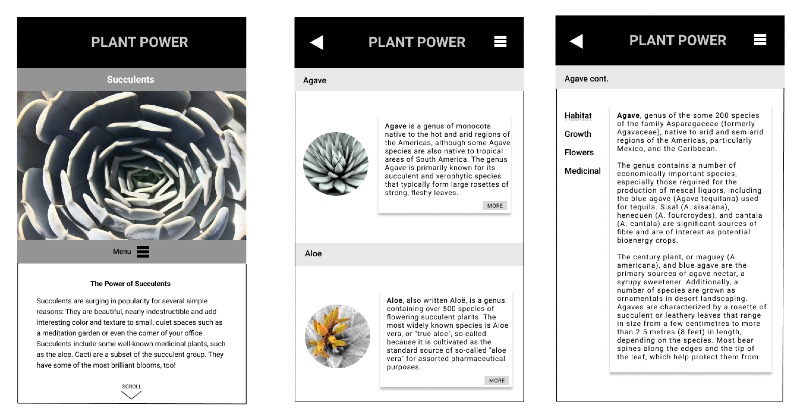 PLANT POWER
Succulents
Menu
The Power of Succulents
Succulents are surging in popularity for several simple
reasons: They are beautiful, nearly indestructible and add
interesting color and texture to small, cuiet spaces such as
a meditation garden or even the corner of your office.
Succulents include some well-known medicinal plants, such
as the aloe. Cacti are a subset of the succulent group. They
have some of the most brilliant blooms, too!
SCROLL
PLANT POWER
Agave
Agave is a genus of monocots
native to the hot and arid regions of
the Americas, although some Agave
species are also native to tropical
areas of South America. The genus
Agave is primarily known for its
succulent and xerophytic species
that typically form large rosettes of
strong, fleshy leaves.
MORE
Aloe
Aloe, also written Aloë, is a genus
containing over 500 species of
flowering succulent plants. The
most widely known species is Aloe
vera, or "true aloe", so called
because it is cultivated as the
standard source of so-called "aloe
vera" for assorted pharmaceutical
purposes.
MORE
PLANT POWER
Agave cont.
Habitat
Growth
Flowers
Medicinal
Agave, genus of the some 200 species
of the family Asparagaceae (formerly
Agavaceae), native to arid and semiarid
regions of the Americas, particularly
Mexico, and the Caribbean.
The genus contains a number of
economically important species,
especially those required for the
production of mescal liquors, including
the blue agave (Agave tequilana) used
for tequila. Sisal (A. sisalana),
henequen (A. fourcroydes), and cantala
(A. cantala) are significant sources of
fibre and are of interest as potential
bioenergy crops.
The century plant, or maguey (A
americana), and blue agave are the
primary sources of agave nectar, a
syrupy sweetener. Additionally, a
number of species are grown as
ornamentals in desert landscaping.
Agaves are characterized by a rosette of
succulent or leathery leaves that range
in size from a few centimetres to more
than 2.5 metres (8 feet) in length,
depending on the species. Most bear
spines along the edges and the tip of
the leaf, which help protect them from